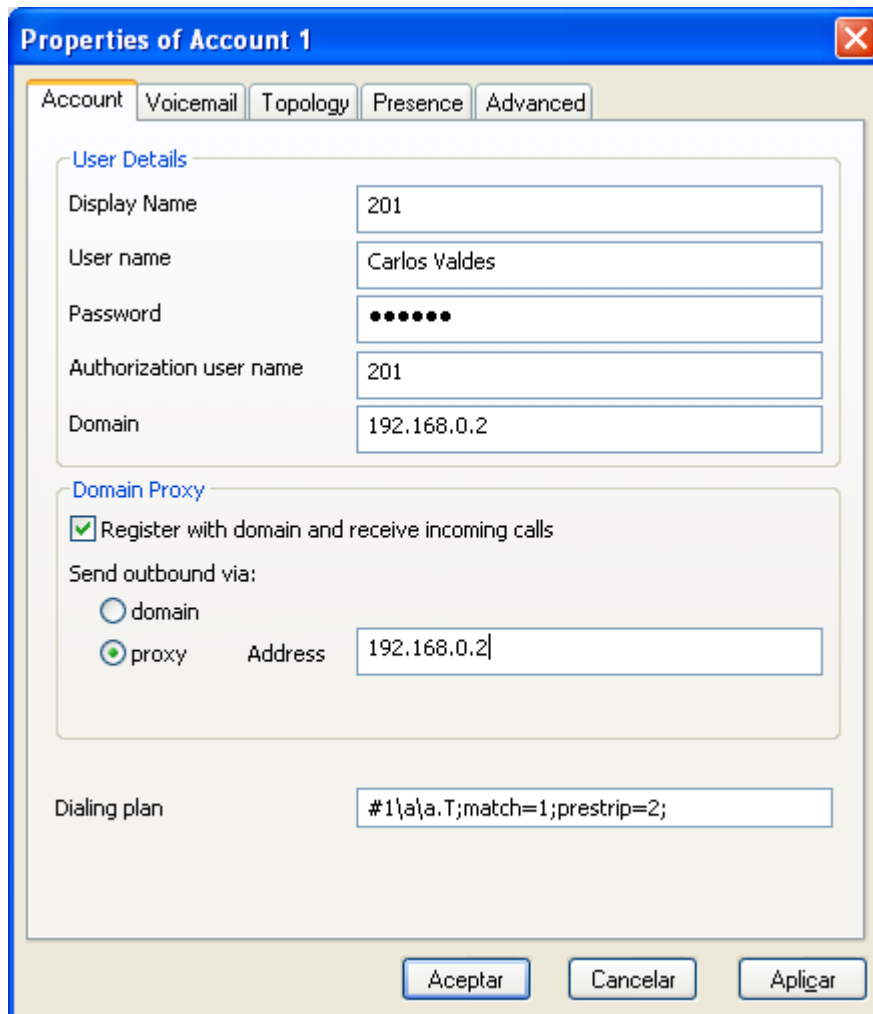 Properties of Account 1
Account Voicemail Topology Presence Advanced
User Details
Display Name 201
User name Carlos Valdes
Password ●●●●●●
Authorization user name 201
Domain 192.168.0.2
Domain Proxy
Register with domain and receive incoming calls
Send outbound via:
domain
proxy Address 192.168.0.2
Dialing plan #1\a\a.T;match=1;prestrip=2;
Aceptar Cancelar Aplicar